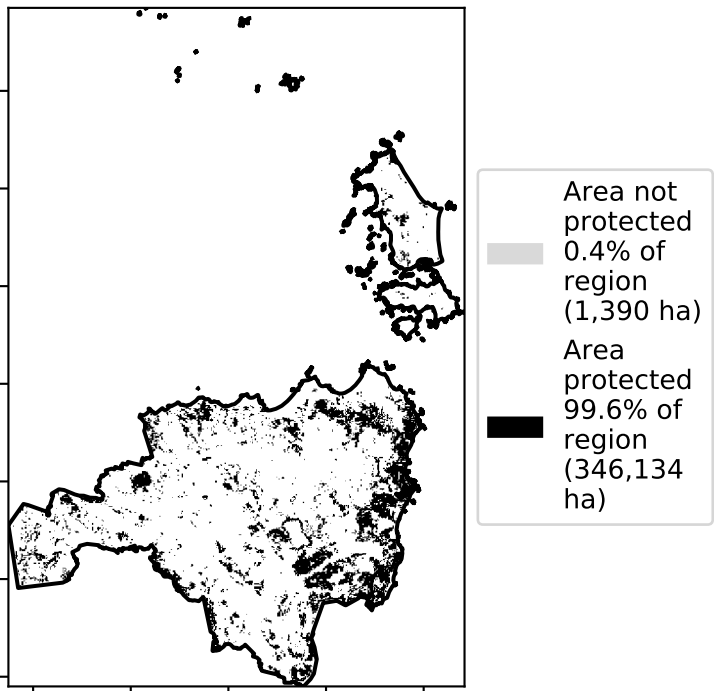 Area not
protected
0.4% of
region
(1,390 ha)
Area
protected
99.6% of
region
(346,134
ha)